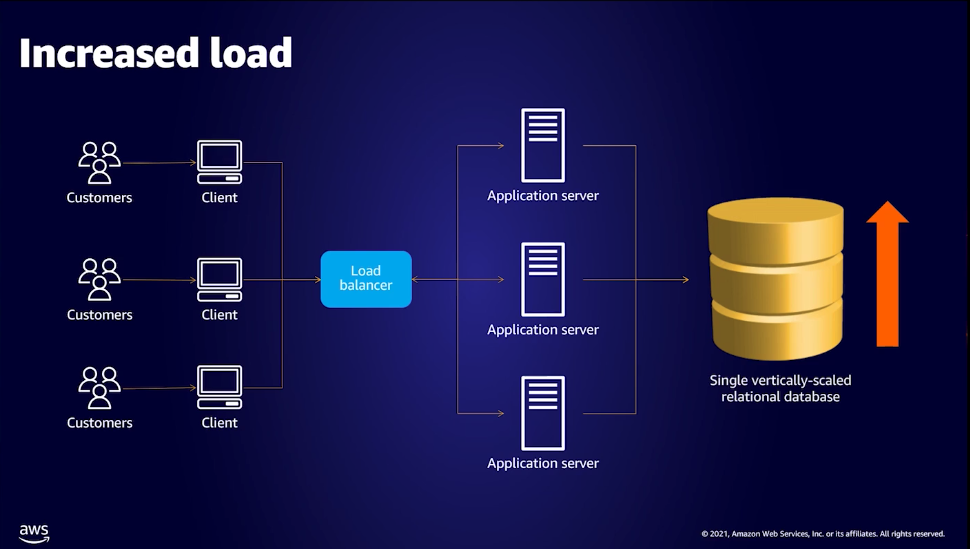 Increased load
Customers
Client
Customers
Client
Customers
Client
Load
balancer
Application server
Application server
Application server
Single vertically-scaled
relational database
aws
© 2021, Amazon Web Services, Inc. or its affiliates. All rights reserved.